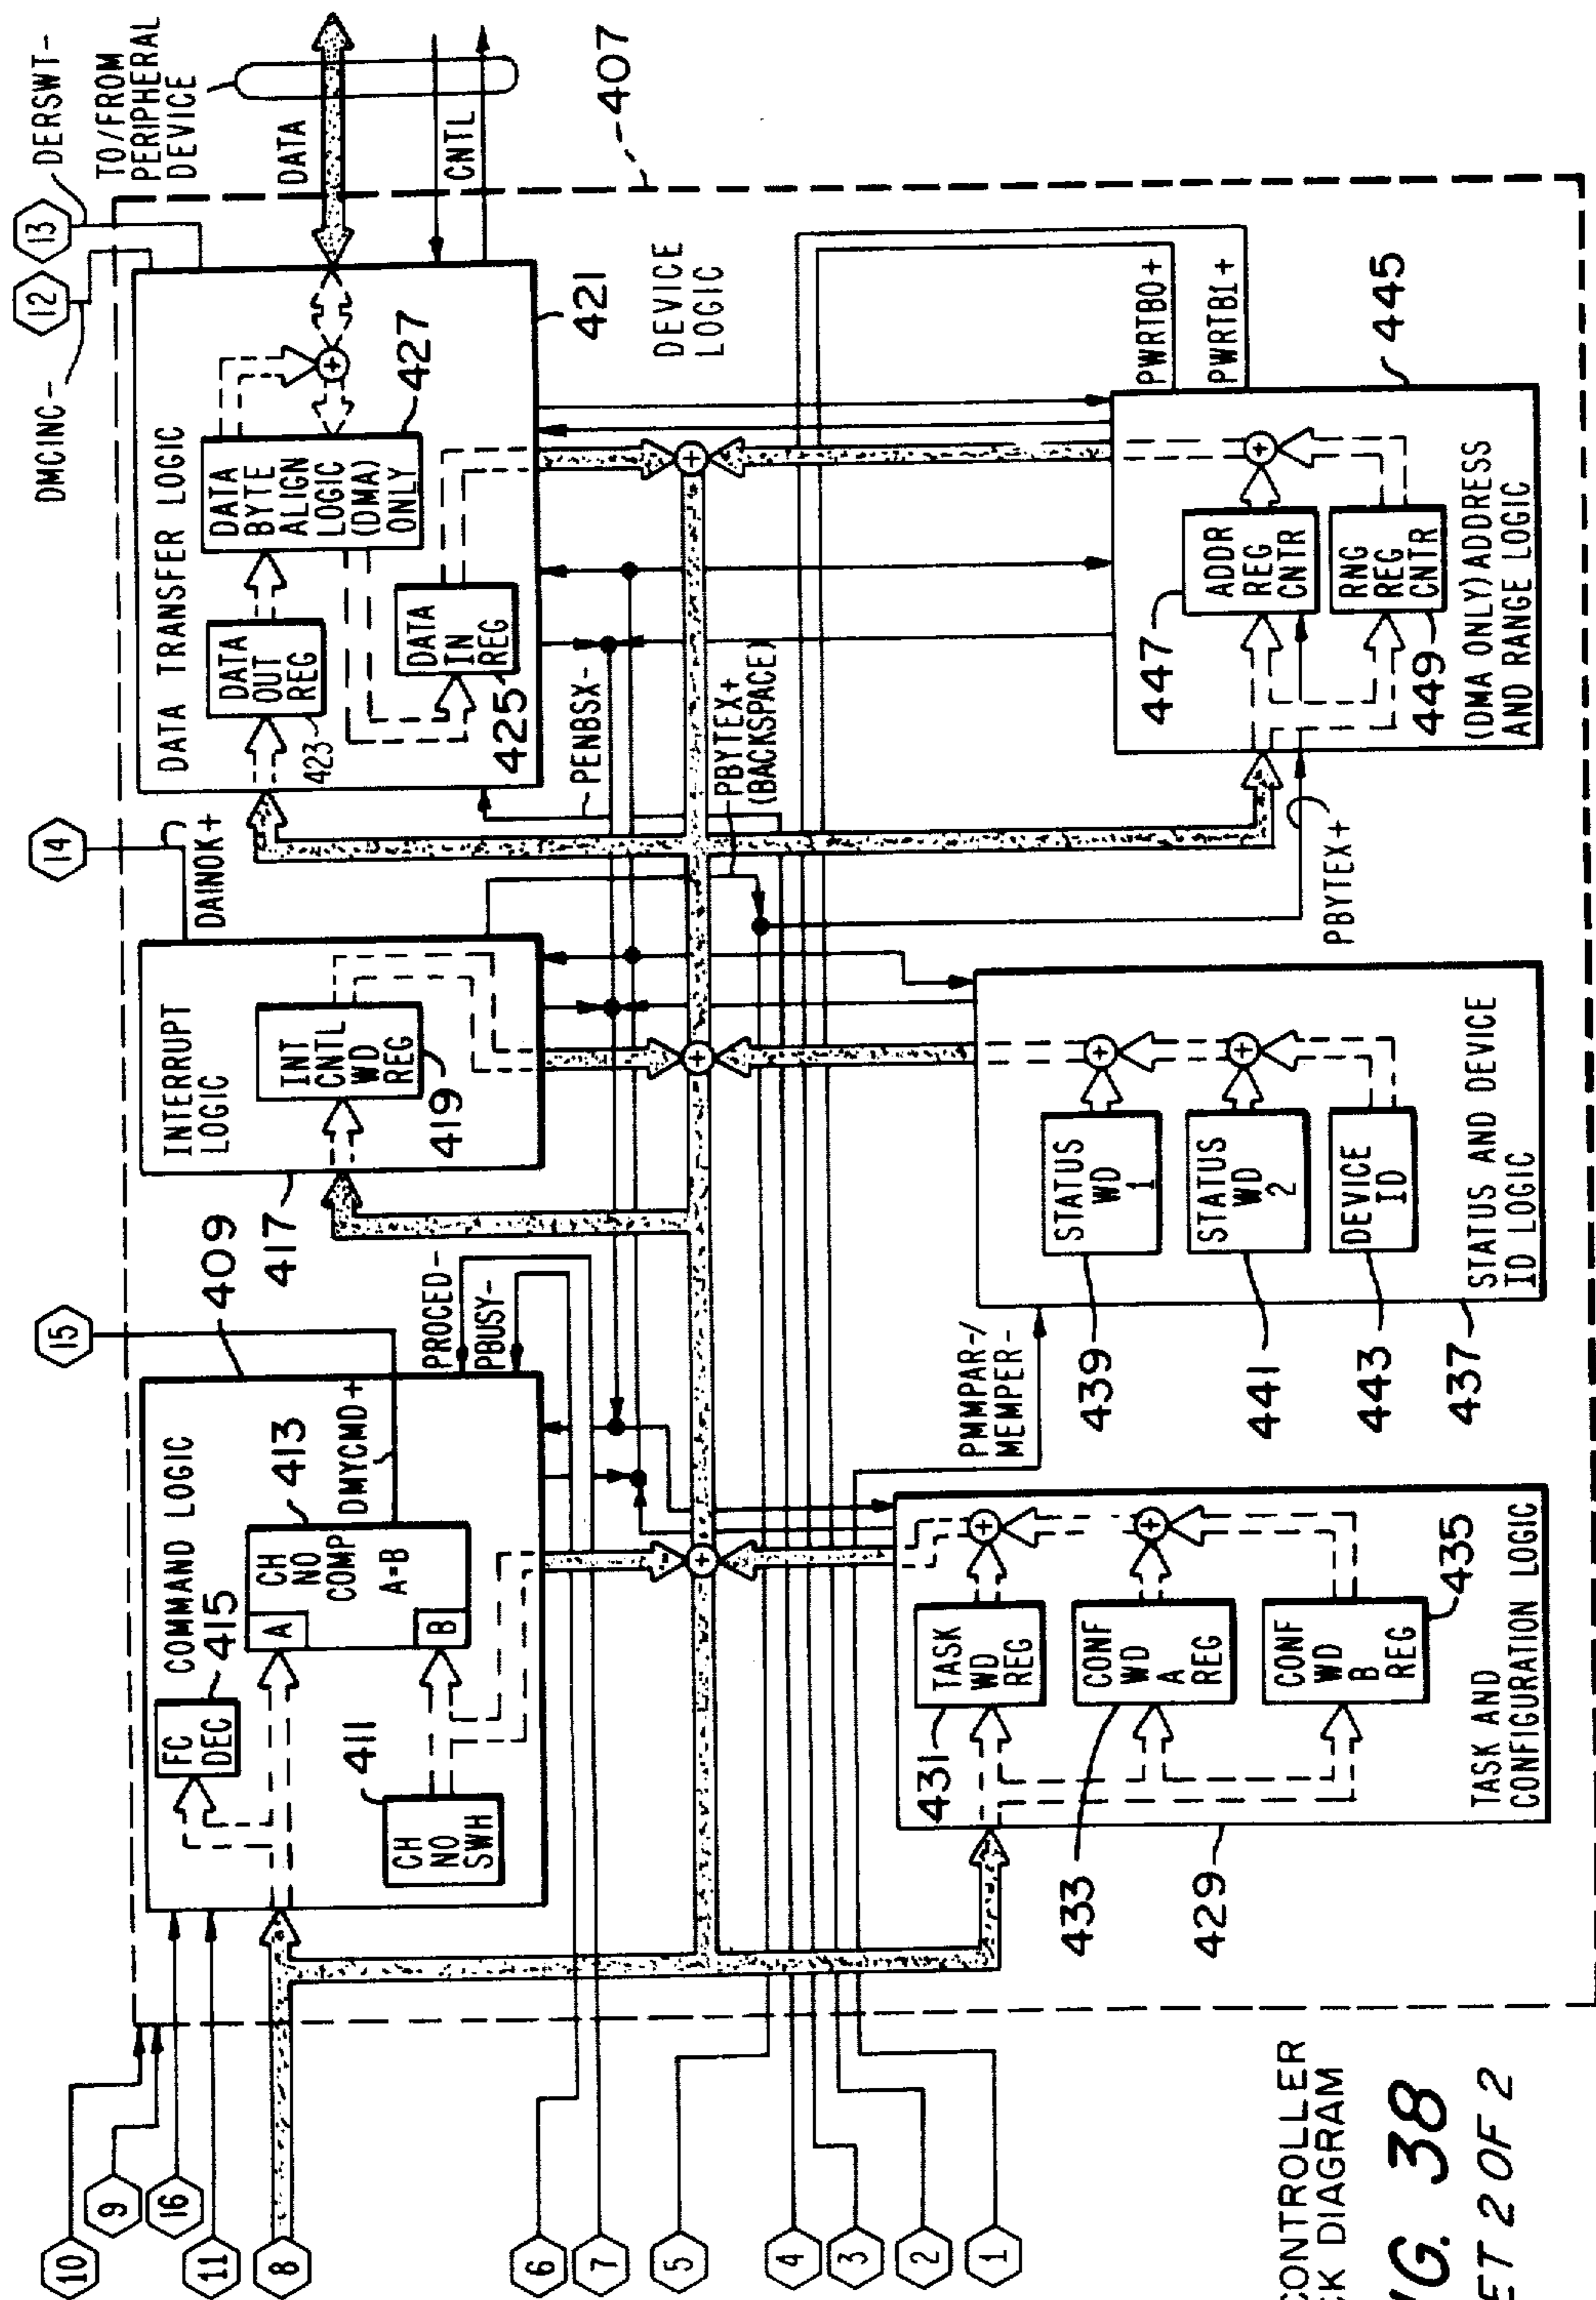 12
13
DERSWT-
DMCINC-
TO/FROM
PERIPHERAL
DEVICE
DATA
CNTL
407
14
DAINOK+
15
10
9
16
11
8
6
7
5
4
3
2
1
409
COMMAND LOGIC
FC
DEC
415
413
A
CH
NO
COMP
A=B
B
DMYCMD+
411
CH
NO
SWH
PROCED-
PBUSY-
417
INTERRUPT
LOGIC
INT
CNTL
WD
REG
419
DATA TRANSFER LOGIC
DATA
OUT
REG
423
DATA
BYTE
ALIGN
LOGIC
(DMA)
ONLY
427
DATA
IN
REG
425
421
DEVICE
LOGIC
PENBSX-
PBYTEX+
(BACKSPACE)
PWRTB0+
PWRTB1+
445
PBYTEX+
447
ADDR
REG
CNTR
RNG
REG
CNTR
449
(DMA ONLY) ADDRESS
AND RANGE LOGIC
PMMPAR-/
MEMPER-
439
STATUS
WD
1
441
STATUS
WD
2
443
DEVICE
ID
437
STATUS AND DEVICE
ID LOGIC
431
TASK
WD
REG
433
CONF
WD
A
REG
CONF
WD
B
REG
435
429
TASK AND
CONFIGURATION LOGIC
CONTROLLER
CK DIAGRAM
IG. 38
ET 2 OF 2